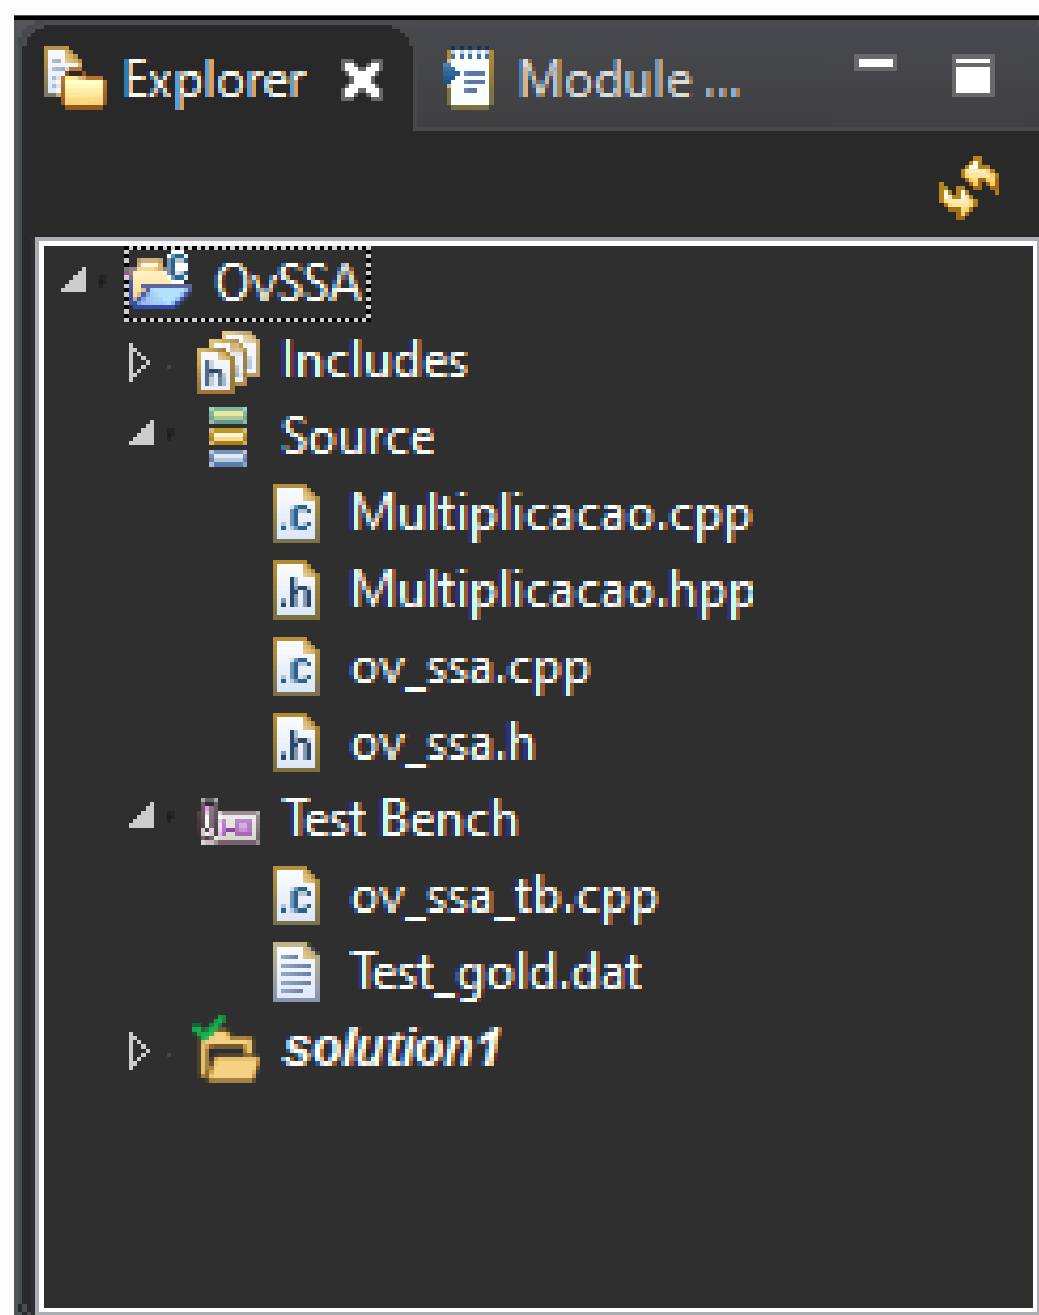 Explorer Module ...
OvSSA
Includes
Source
.c Multiplicacao.cpp
.h Multiplicacao.hpp
.c ov_ssa.cpp
.h ov_ssa.h
Test Bench
.c ov_ssa_tb.cpp
Test_gold.dat
solution1